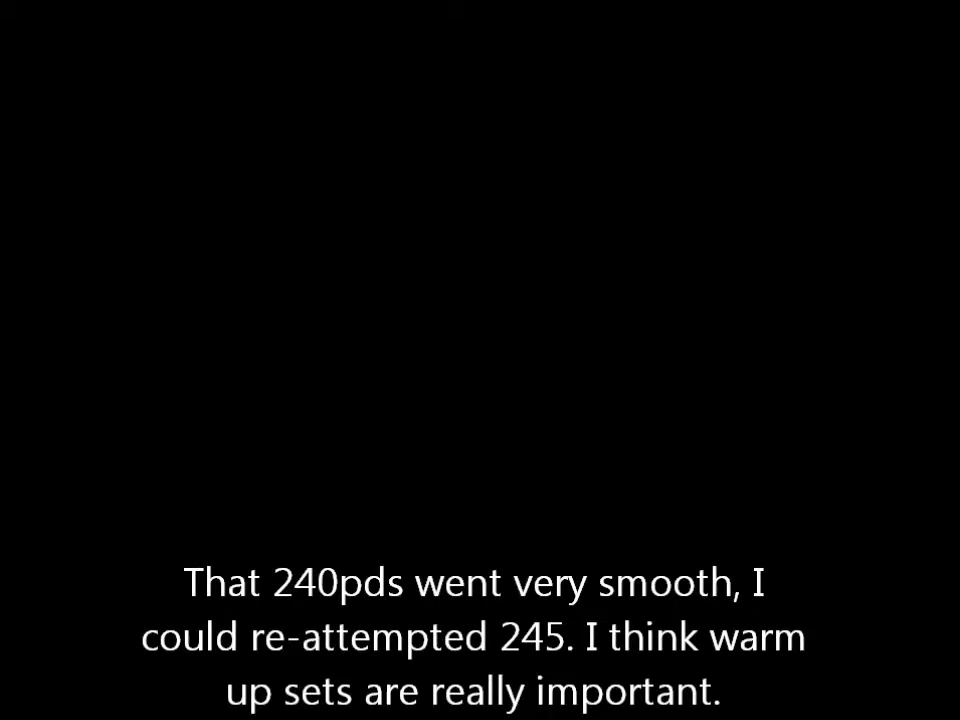 That 240pds went very smooth, I
could re-attempted 245. I think warm
up sets are really important.